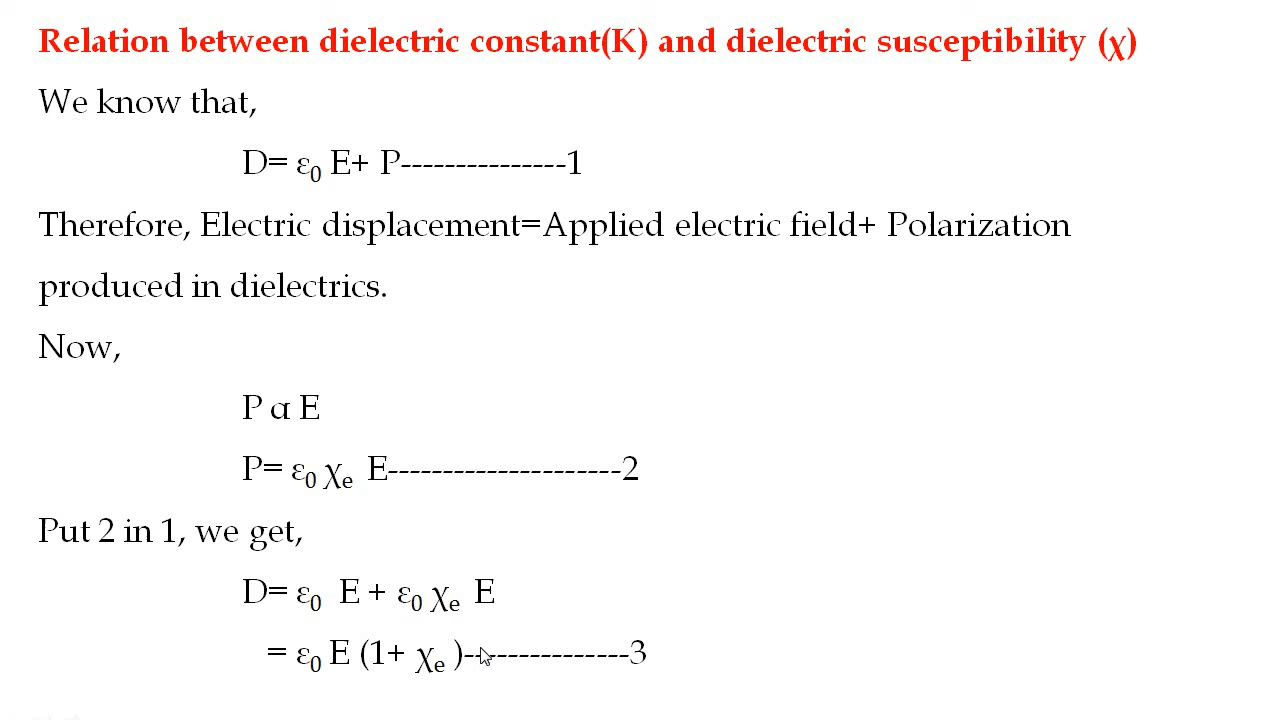 Relation between dielectric constant(K) and dielectric susceptibility (χ)
We know that,
D= ε₀ E+ P---------------1
Therefore, Electric displacement=Applied electric field+ Polarization
produced in dielectrics.
Now,
P α E
P= ε₀ χₑ E---------------------2
Put 2 in 1, we get,
D= ε₀ E + ε₀ χₑ E
= ε₀ E (1+ χₑ )---------------3